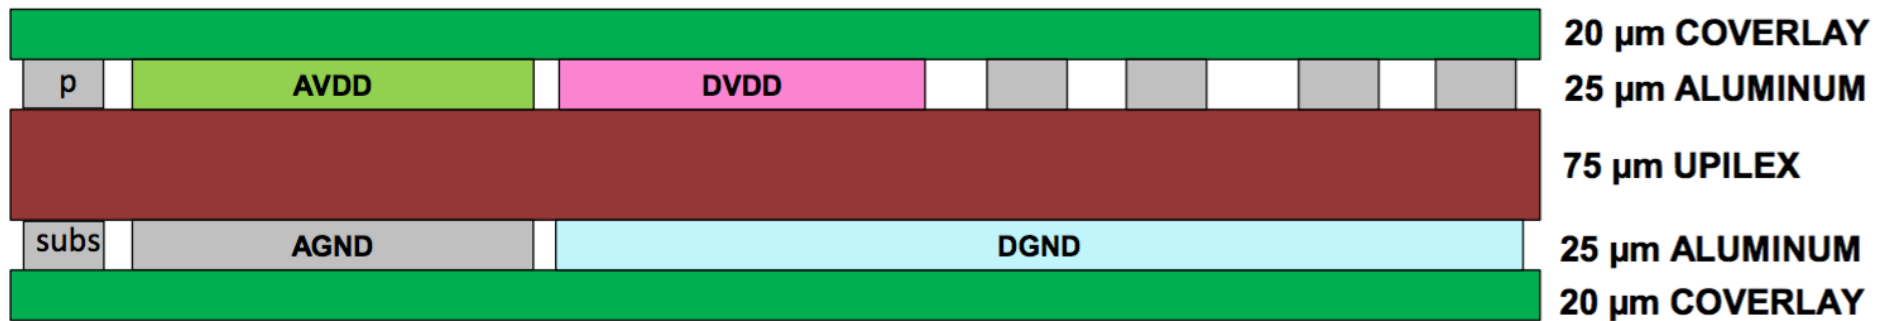 20 µm COVERLAY
p AVDD DVDD 25 µm ALUMINUM
75 µm UPILEX
subs AGND DGND 25 µm ALUMINUM
20 µm COVERLAY